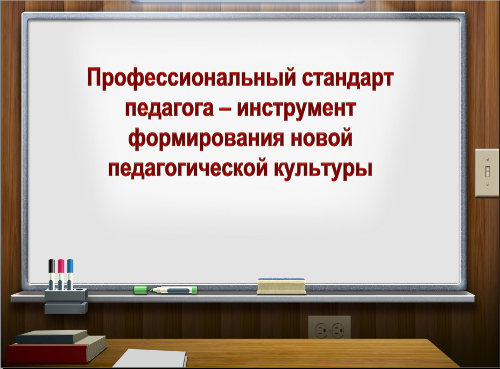 Профессиональный стандарт
педагога – инструмент
формирования новой
педагогической культуры